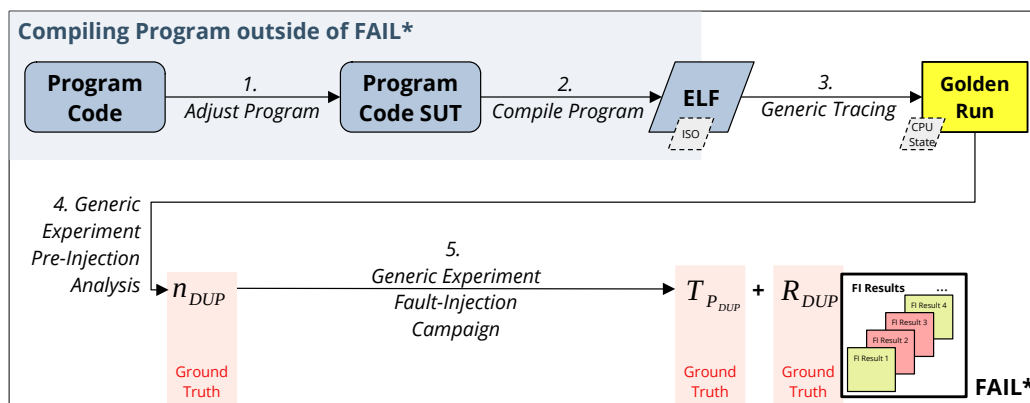 Compiling Program outside of FAIL*
Program
Code
1.
Adjust Program
Program
Code SUT
2.
Compile Program
ELF
ISO
3.
Generic Tracing
Golden
Run
CPU
State
4. Generic
Experiment
Pre-Injection
Analysis
n DUP
Ground
Truth
5.
Generic Experiment
Fault-Injection
Campaign
T P DUP
Ground
Truth
+
R DUP
Ground
Truth
FI Results ...
FI Result 4
FI Result 3
FI Result 2
FI Result 1
FAIL*